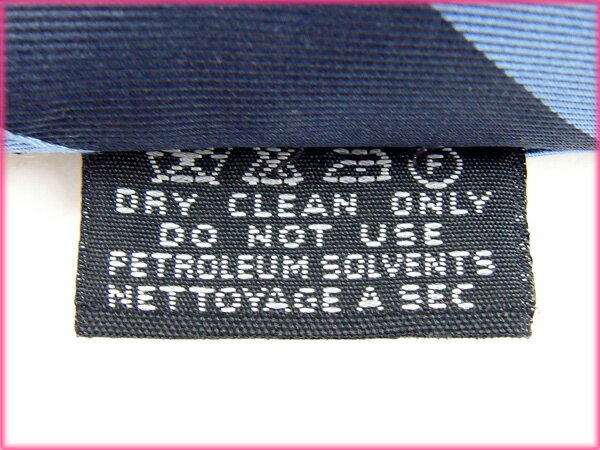 DRY CLEAN ONLY
DO NOT USE
PETROLEUM SOLVENTS
NETTOYAGE A SEC